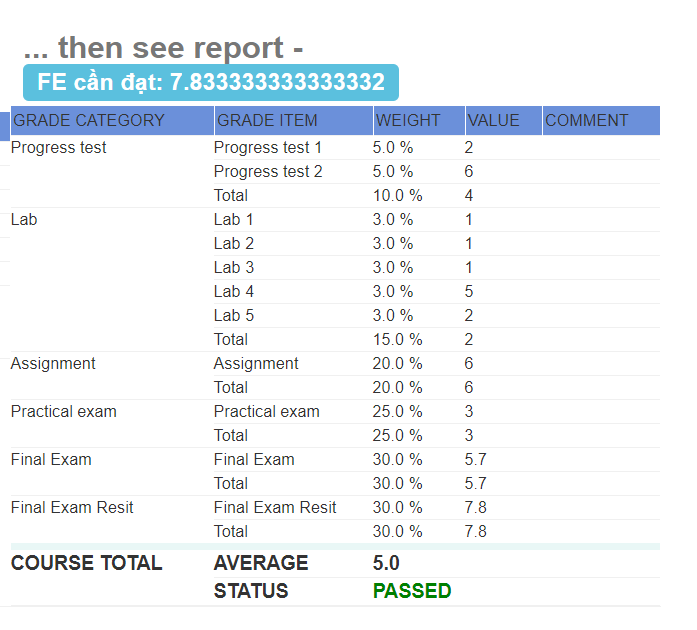 ... then see report -
FE cần đạt: 7.833333333333332
GRADE CATEGORY GRADE ITEM WEIGHT VALUE COMMENT
Progress test Progress test 1 5.0 % 2
Progress test 2 5.0 % 6
Total 10.0 % 4
Lab Lab 1 3.0 % 1
Lab 2 3.0 % 1
Lab 3 3.0 % 1
Lab 4 3.0 % 5
Lab 5 3.0 % 2
Total 15.0 % 2
Assignment Assignment 20.0 % 6
Total 20.0 % 6
Practical exam Practical exam 25.0 % 3
Total 25.0 % 3
Final Exam Final Exam 30.0 % 5.7
Total 30.0 % 5.7
Final Exam Resit Final Exam Resit 30.0 % 7.8
Total 30.0 % 7.8
COURSE TOTAL AVERAGE 5.0
STATUS PASSED